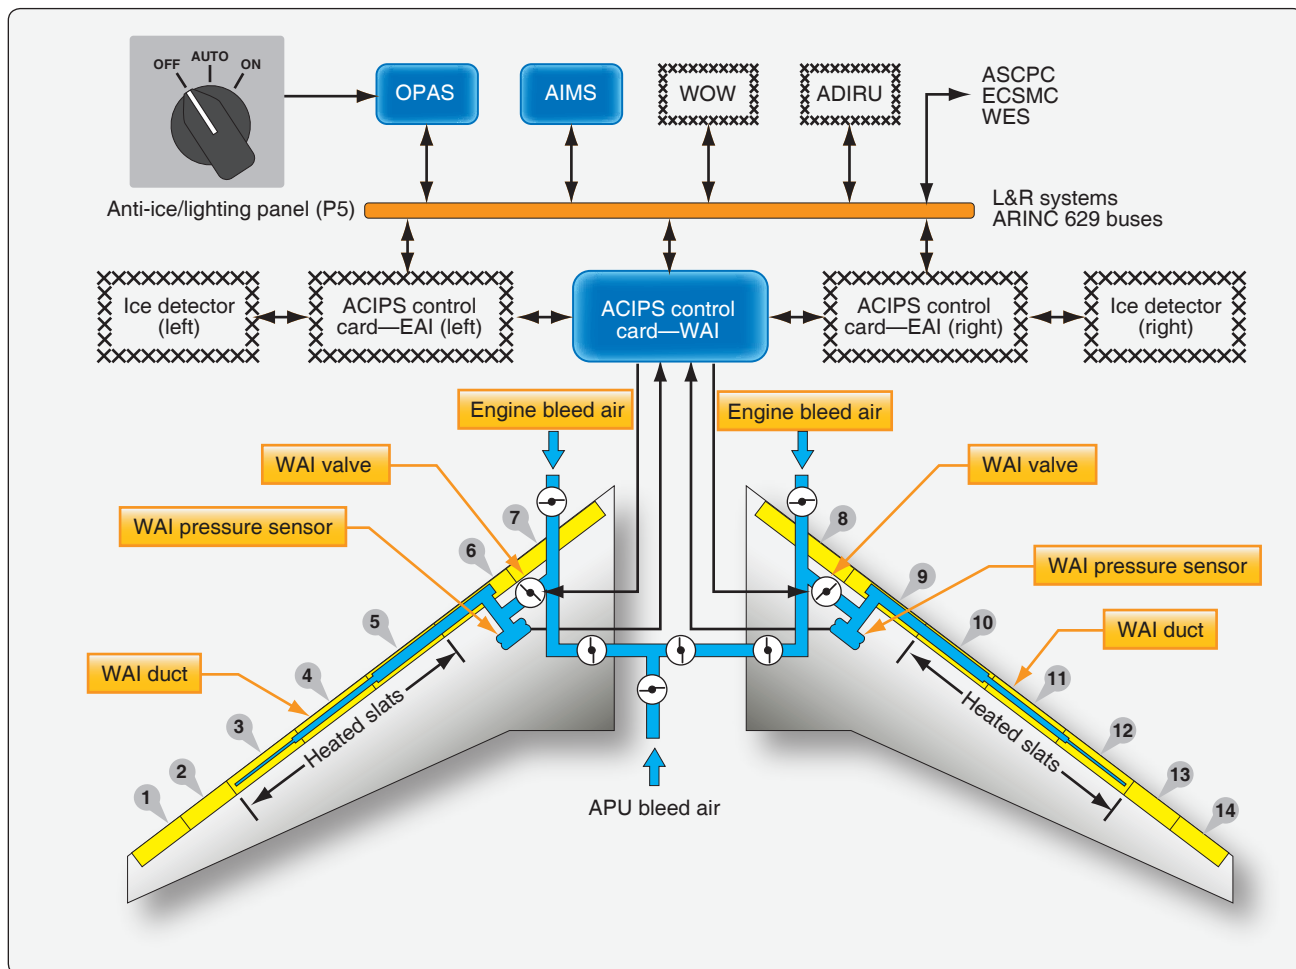 OFF
AUTO
ON
OPAS
AIMS
WOW
ADIRU
ASCPC
ECSMC
WES
Anti-ice/lighting panel (P5)
L&R systems
ARINC 629 buses
Ice detector
(left)
ACIPS control
card—EAI (left)
ACIPS control
card—WAI
ACIPS control
card—EAI (right)
Ice detector
(right)
Engine bleed air
Engine bleed air
WAI valve
WAI valve
WAI pressure sensor
WAI pressure sensor
WAI duct
WAI duct
7
6
5
4
3
2
1
8
9
10
11
12
13
14
Heated slats
Heated slats
APU bleed air